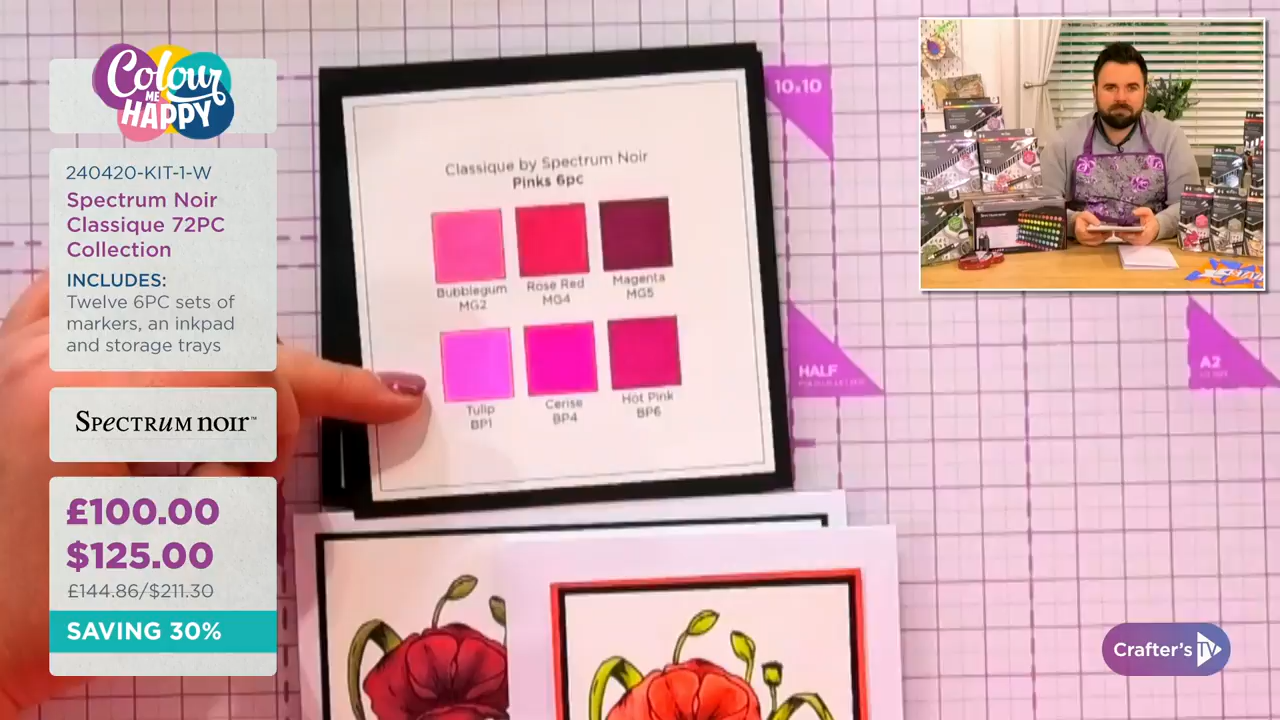 Colour
ME
HAPPY
240420-KIT-1-W
Spectrum Noir
Classique 72PC
Collection
INCLUDES:
Twelve 6PC sets of
markers, an inkpad
and storage trays
SPECTRUM NOIR™
£100.00
$125.00
£144.86/$211.30
SAVING 30%
Classique by Spectrum Noir
Pinks 6pc
Bubblegum
MG2
Rose Red
MG4
Magenta
MG5
Tulip
BP1
Cerise
BP4
Hot Pink
BP6
10x10
HALF
A2
Crafter's TV